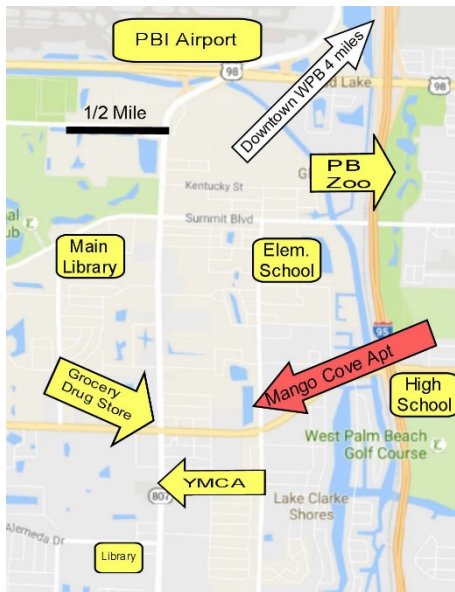 PBI Airport
98
Downtown WPB 4 miles
Lake
98
1/2 Mile
PB
Zoo
Kentucky St
Summit Blvd
Main
Library
Elem.
School
95
Mango Cove Apt
Grocery
Drug Store
High
School
West Palm Beach
Golf Course
YMCA
807
Lake Clarke
Shores
Alemeda Dr
Library